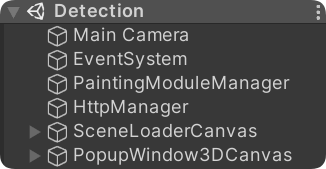 Detection
Main Camera
EventSystem
PaintingModuleManager
HttpManager
SceneLoaderCanvas
PopupWindow3DCanvas